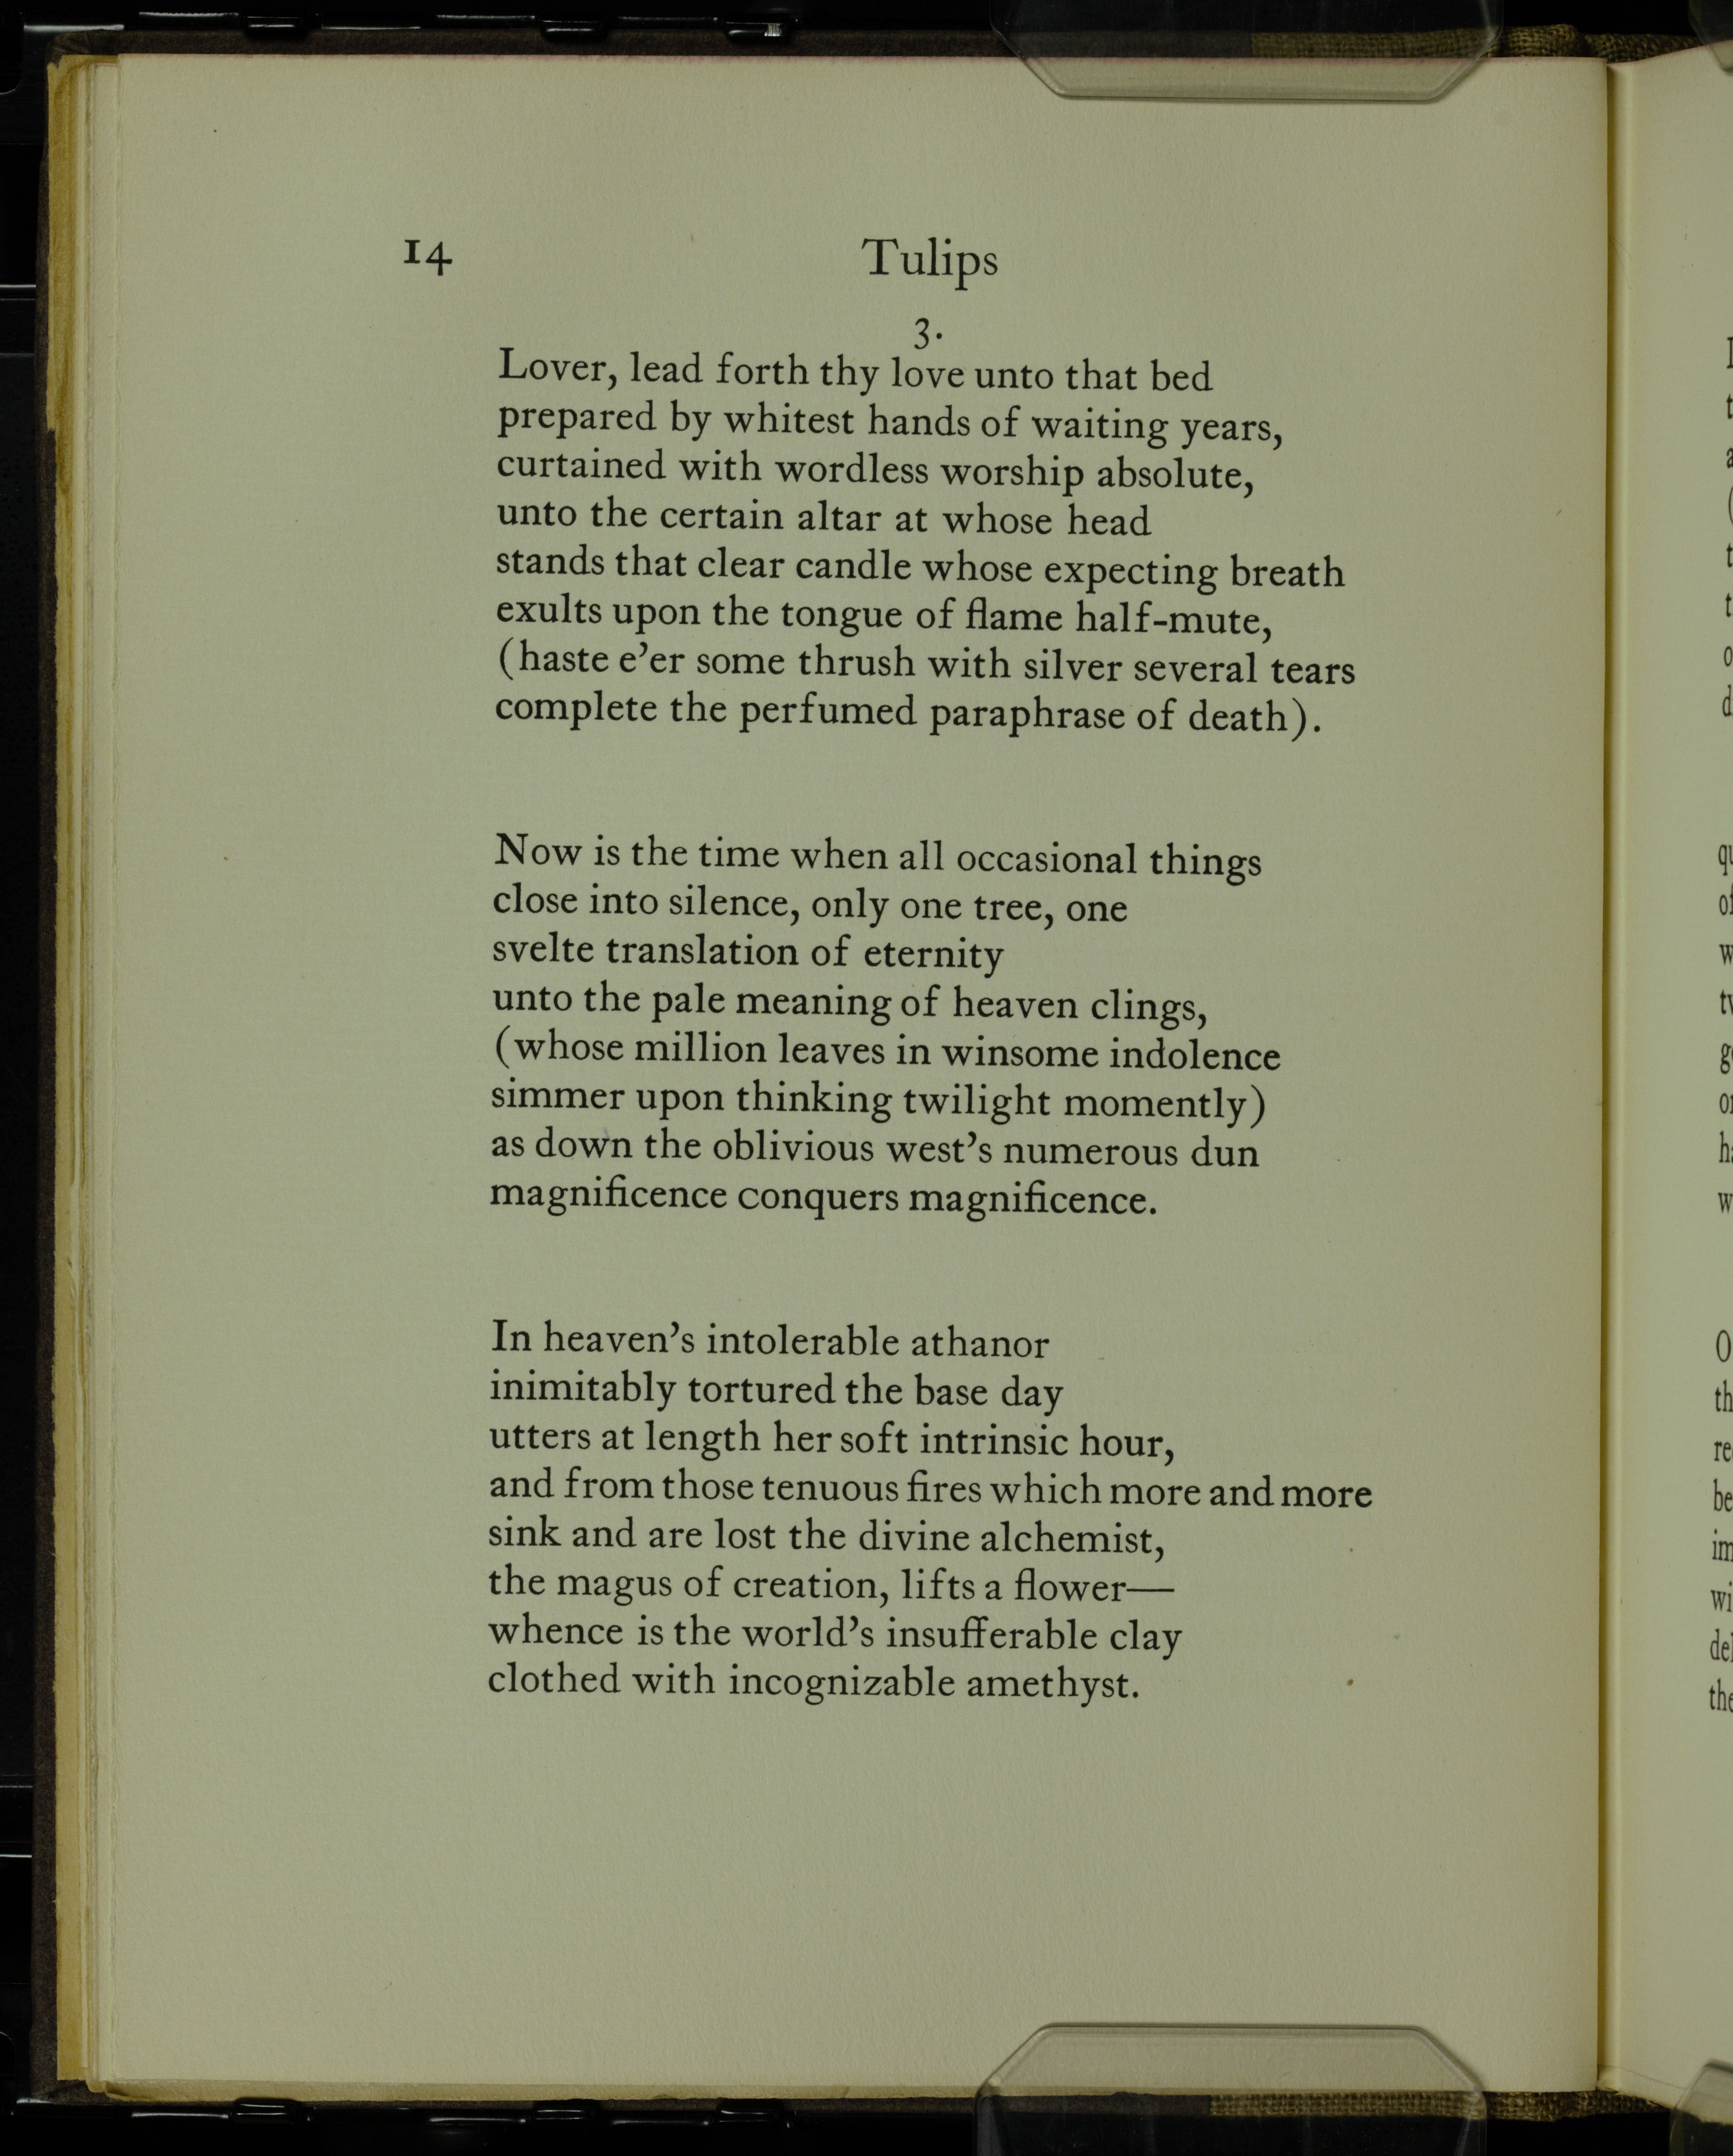 14
Tulips
3.
Lover, lead forth thy love unto that bed
prepared by whitest hands of waiting years,
curtained with wordless worship absolute,
unto the certain altar at whose head
stands that clear candle whose expecting breath
exults upon the tongue of flame half-mute,
(haste e’er some thrush with silver several tears
complete the perfumed paraphrase of death).
Now is the time when all occasional things
close into silence, only one tree, one
svelte translation of eternity
unto the pale meaning of heaven clings,
(whose million leaves in winsome indolence
simmer upon thinking twilight momently)
as down the oblivious west’s numerous dun
magnificence conquers magnificence.
In heaven’s intolerable athanor
inimitably tortured the base day
utters at length her soft intrinsic hour,
and from those tenuous fires which more and more
sink and are lost the divine alchemist,
the magus of creation, lifts a flower—
whence is the world’s insufferable clay
clothed with incognizable amethyst.